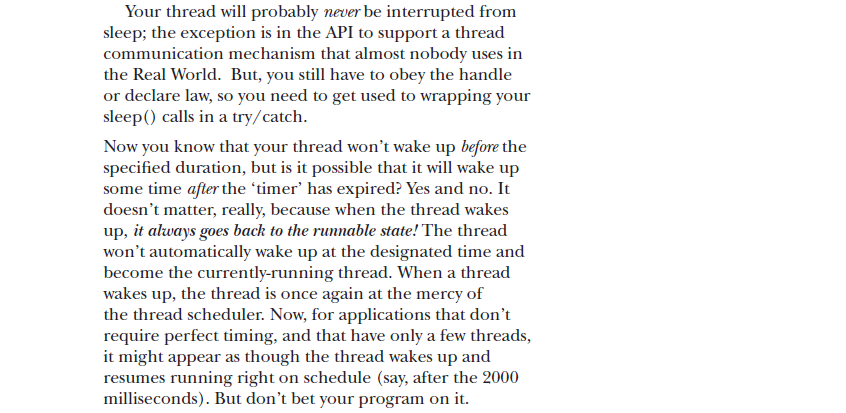 Your thread will probably never be interrupted from
sleep; the exception is in the API to support a thread
communication mechanism that almost nobody uses in
the Real World.  But, you still have to obey the handle
or declare law, so you need to get used to wrapping your
sleep() calls in a try/catch.
Now you know that your thread won’t wake up before the
specified duration, but is it possible that it will wake up
some time after the ‘timer’ has expired? Yes and no. It
doesn’t matter, really, because when the thread wakes
up, it always goes back to the runnable state! The thread
won’t automatically wake up at the designated time and
become the currently-running thread. When a thread
wakes up, the thread is once again at the mercy of
the thread scheduler. Now, for applications that don’t
require perfect timing, and that have only a few threads,
it might appear as though the thread wakes up and
resumes running right on schedule (say, after the 2000
milliseconds). But don’t bet your program on it.